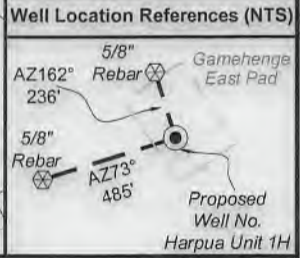 Well Location References (NTS)
5/8"
Rebar
Gamehenge
East Pad
AZ162°
236'
5/8"
Rebar
AZ73°
485'
Proposed
Well No.
Harpua Unit 1H